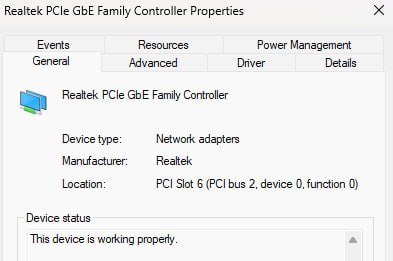 Realtek PCIe GbE Family Controller Properties
Events Resources Power Management
General Advanced Driver Details
Realtek PCIe GbE Family Controller
Device type: Network adapters
Manufacturer: Realtek
Location: PCI Slot 6 (PCI bus 2, device 0, function 0)
Device status
This device is working properly.